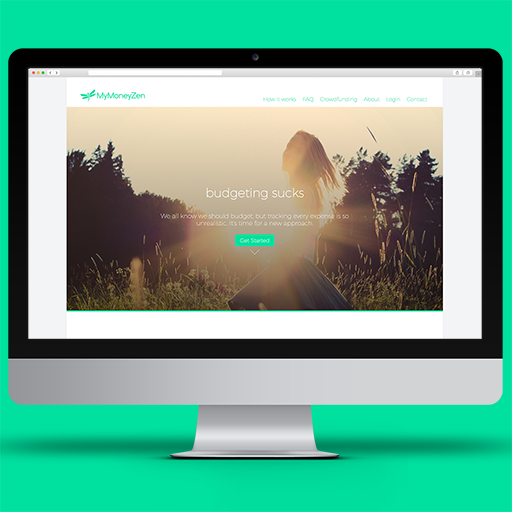 MyMoneyZen
How it works FAQ Crowdfunding About Login Contact
budgeting sucks
We all know we should budget, but tracking every expense is so
unrealistic. It's time for a new approach.
Get Started